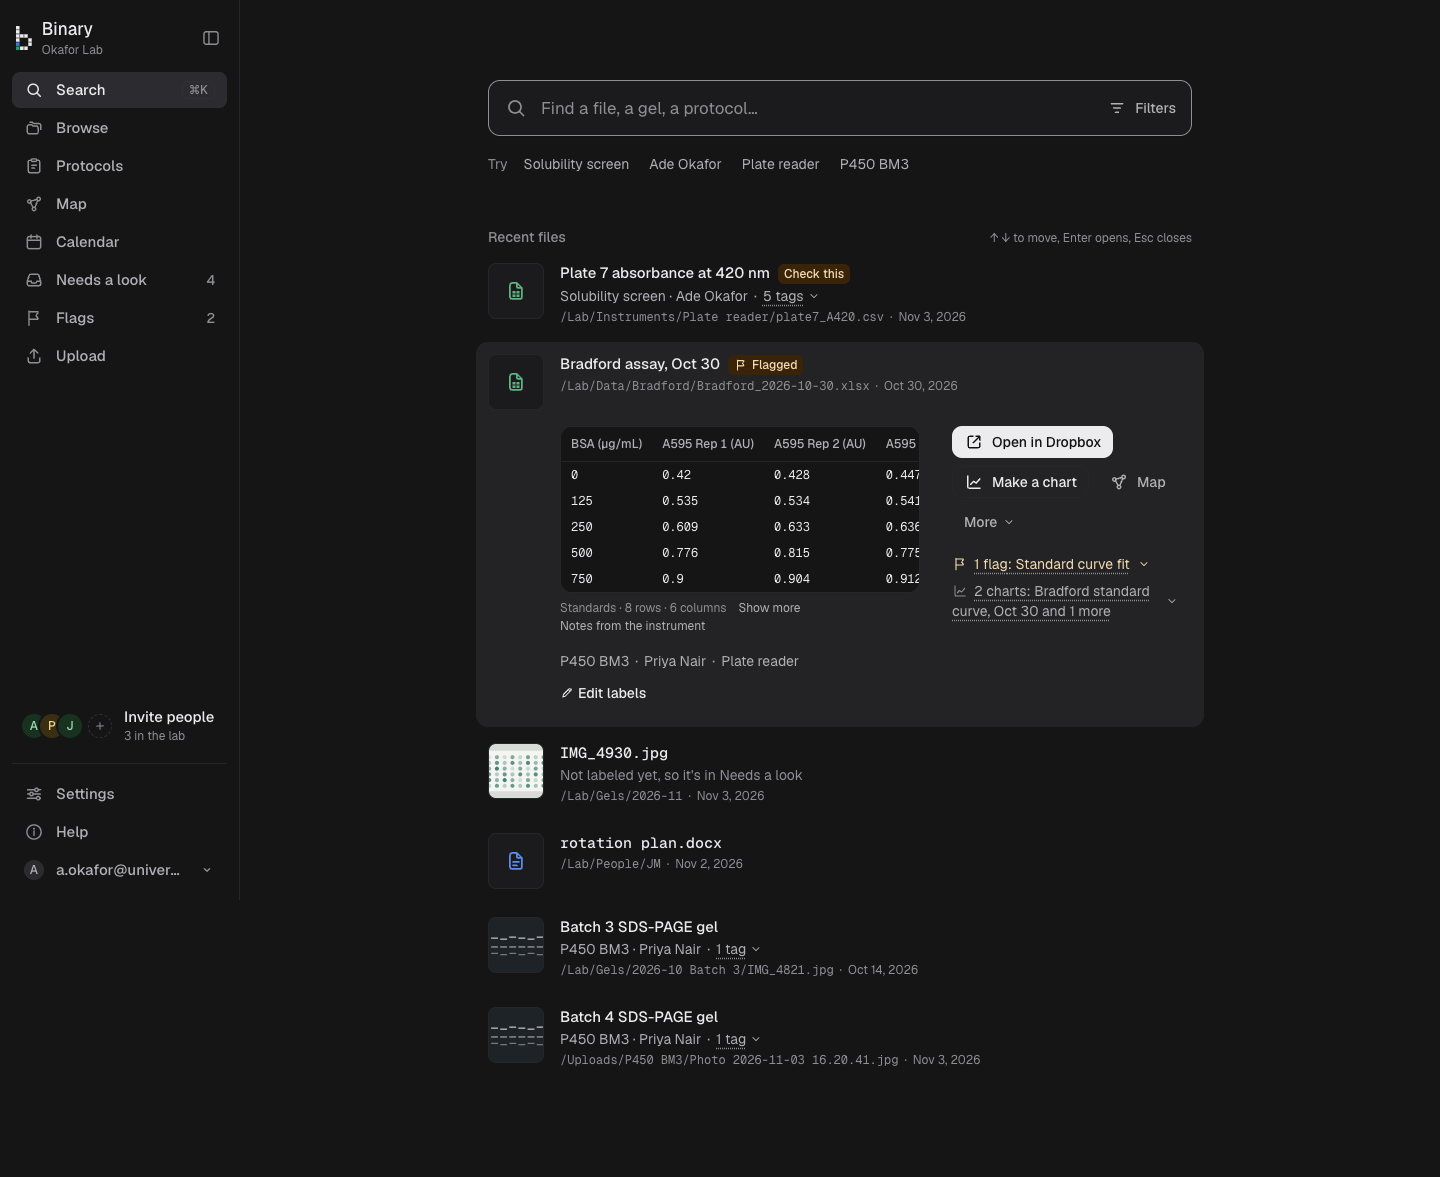 Binary
Okafor Lab
Search ⌘K
Browse
Protocols
Map
Calendar
Needs a look 4
Flags 2
Upload
A P J +
Invite people
3 in the lab
Settings
Help
A a.okafor@univer...
Find a file, a gel, a protocol...
Filters
Try Solubility screen Ade Okafor Plate reader P450 BM3
Recent files
↑↓ to move, Enter opens, Esc closes
Plate 7 absorbance at 420 nm Check this
Solubility screen · Ade Okafor · 5 tags
/Lab/Instruments/Plate reader/plate7_A420.csv · Nov 3, 2026
Bradford assay, Oct 30 Flagged
/Lab/Data/Bradford/Bradford_2026-10-30.xlsx · Oct 30, 2026
BSA (µg/mL) A595 Rep 1 (AU) A595 Rep 2 (AU) A595
0 0.42 0.428 0.447
125 0.535 0.534 0.541
250 0.609 0.633 0.636
500 0.776 0.815 0.775
750 0.9 0.904 0.912
Standards · 8 rows · 6 columns Show more
Notes from the instrument
P450 BM3 · Priya Nair · Plate reader
Edit labels
Open in Dropbox
Make a chart Map
More
1 flag: Standard curve fit
2 charts: Bradford standard
curve, Oct 30 and 1 more
IMG_4930.jpg
Not labeled yet, so it's in Needs a look
/Lab/Gels/2026-11 · Nov 3, 2026
rotation plan.docx
/Lab/People/JM · Nov 2, 2026
Batch 3 SDS-PAGE gel
P450 BM3 · Priya Nair · 1 tag
/Lab/Gels/2026-10 Batch 3/IMG_4821.jpg · Oct 14, 2026
Batch 4 SDS-PAGE gel
P450 BM3 · Priya Nair · 1 tag
/Uploads/P450 BM3/Photo 2026-11-03 16.20.41.jpg · Nov 3, 2026